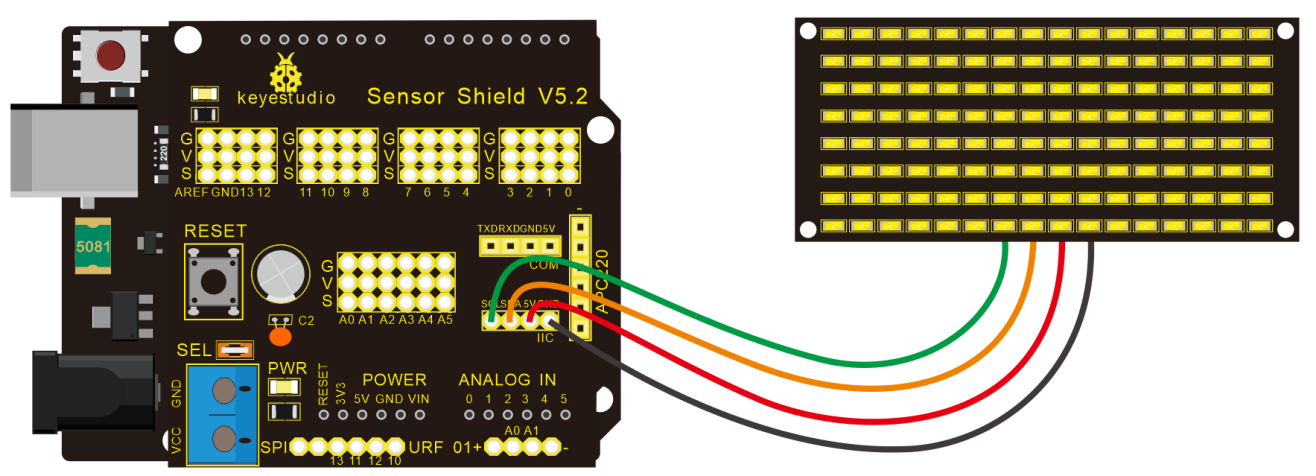 keyestudio Sensor Shield V5.2
220
G
V
S
AREF GND 13 12
G
V
S
11 10 9 8
G
V
S
7 6 5 4
G
V
S
3 2 1 0
5081
RESET
G
V
S
A0 A1 A2 A3 A4 A5
TXD RXD GND 5V
COM
-
SDA 5V
IIC
C2
SEL
PWR
GND
VCC
POWER
RESET 3V3 5V GND VIN
ANALOG IN
0 1 2 3 4 5
A0 A1
SPI
13 11 12 10
URF 01+ -